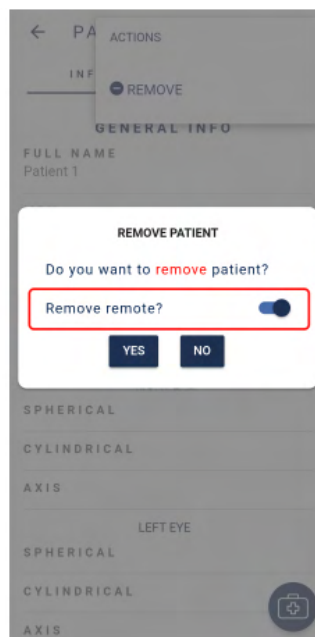 PA
ACTIONS
INF
REMOVE
GENERAL INFO
FULL NAME
Patient 1
REMOVE PATIENT
Do you want to remove patient?
Remove remote?
YES
NO
SPHERICAL
CYLINDRICAL
AXIS
LEFT EYE
SPHERICAL
CYLINDRICAL
AXIS